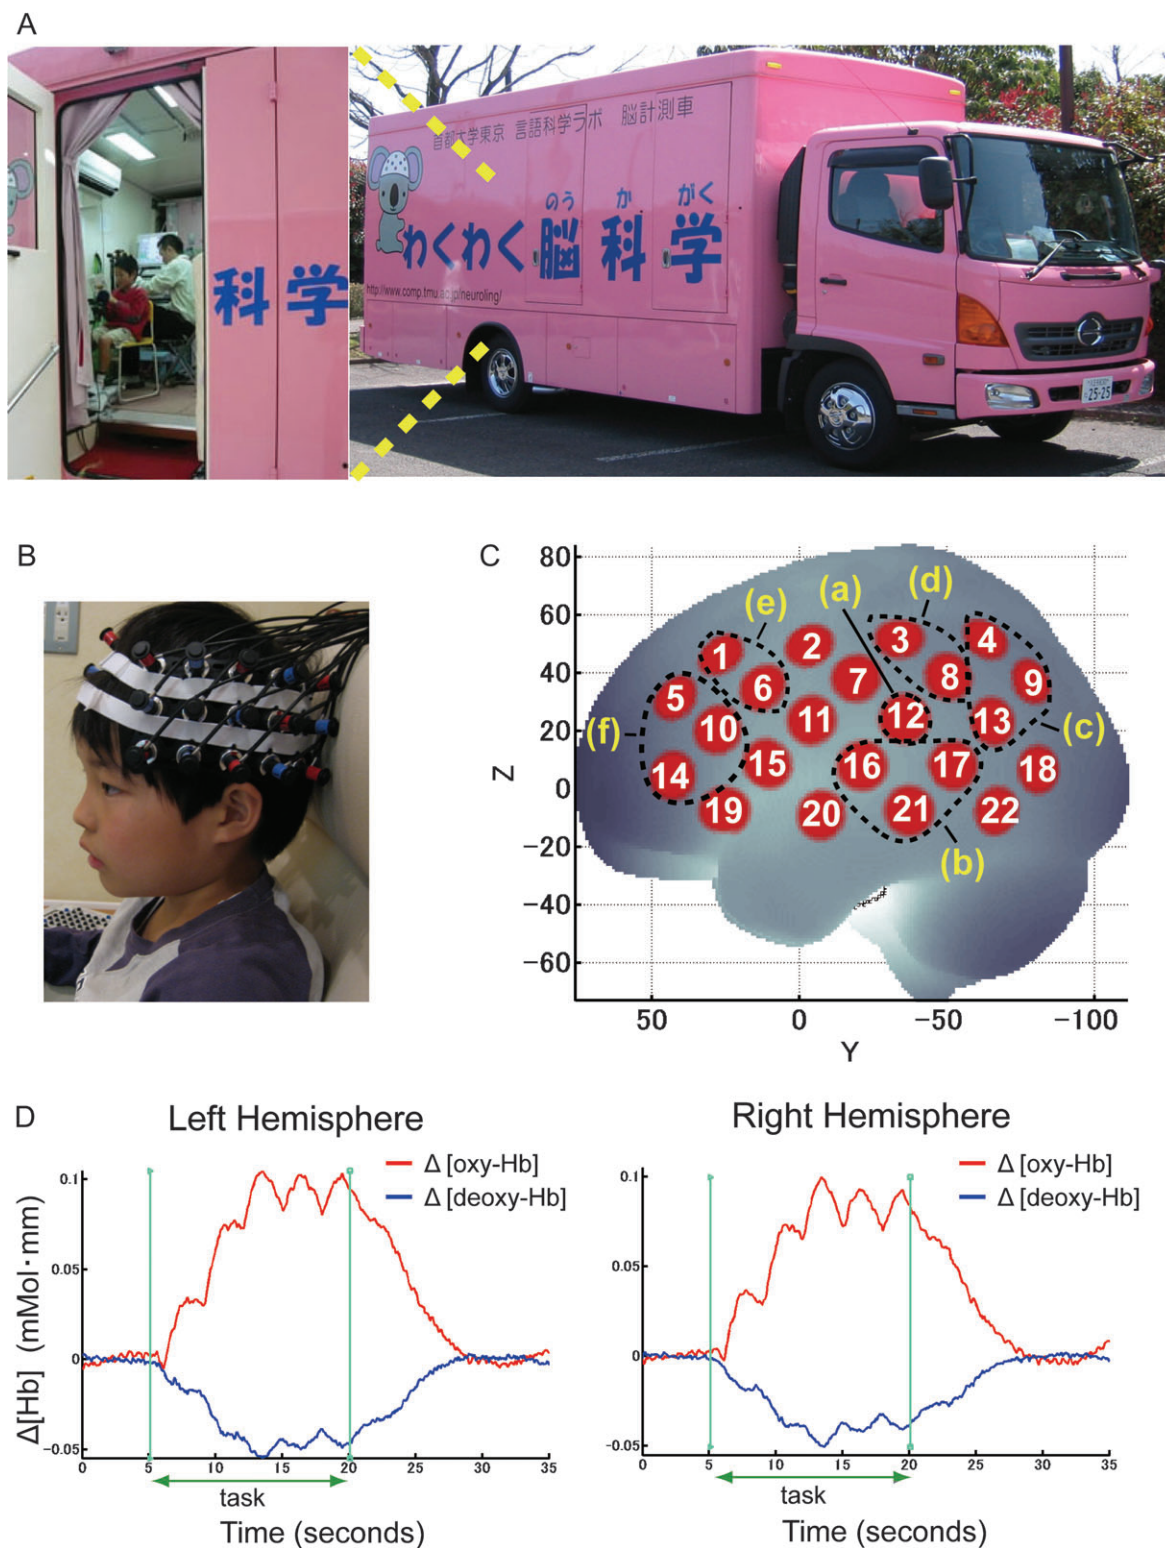 A
科学
首都大学東京 言語科学ラボ 脳計測車
のう か がく
わくわく脳科学
http://www.comp.tmu.ac.jp/neuroling/
25-25
B
C
80
60
40
20
0
−20
−40
−60
Z
50 0 −50 −100
Y
(a)
(d)
(e)
(f)
(c)
(b)
1 2 3 4
5 6 7 8 9
10 11 12 13
14 15 16 17 18
19 20 21 22
D
Left Hemisphere
Δ [oxy-Hb]
Δ [deoxy-Hb]
Δ[Hb] (mMol·mm)
0.1
0.05
0
−0.05
0 5 10 15 20 25 30 35
task
Time (seconds)
Right Hemisphere
Δ [oxy-Hb]
Δ [deoxy-Hb]
0.1
0.05
0
−0.05
0 5 10 15 20 25 30 35
task
Time (seconds)